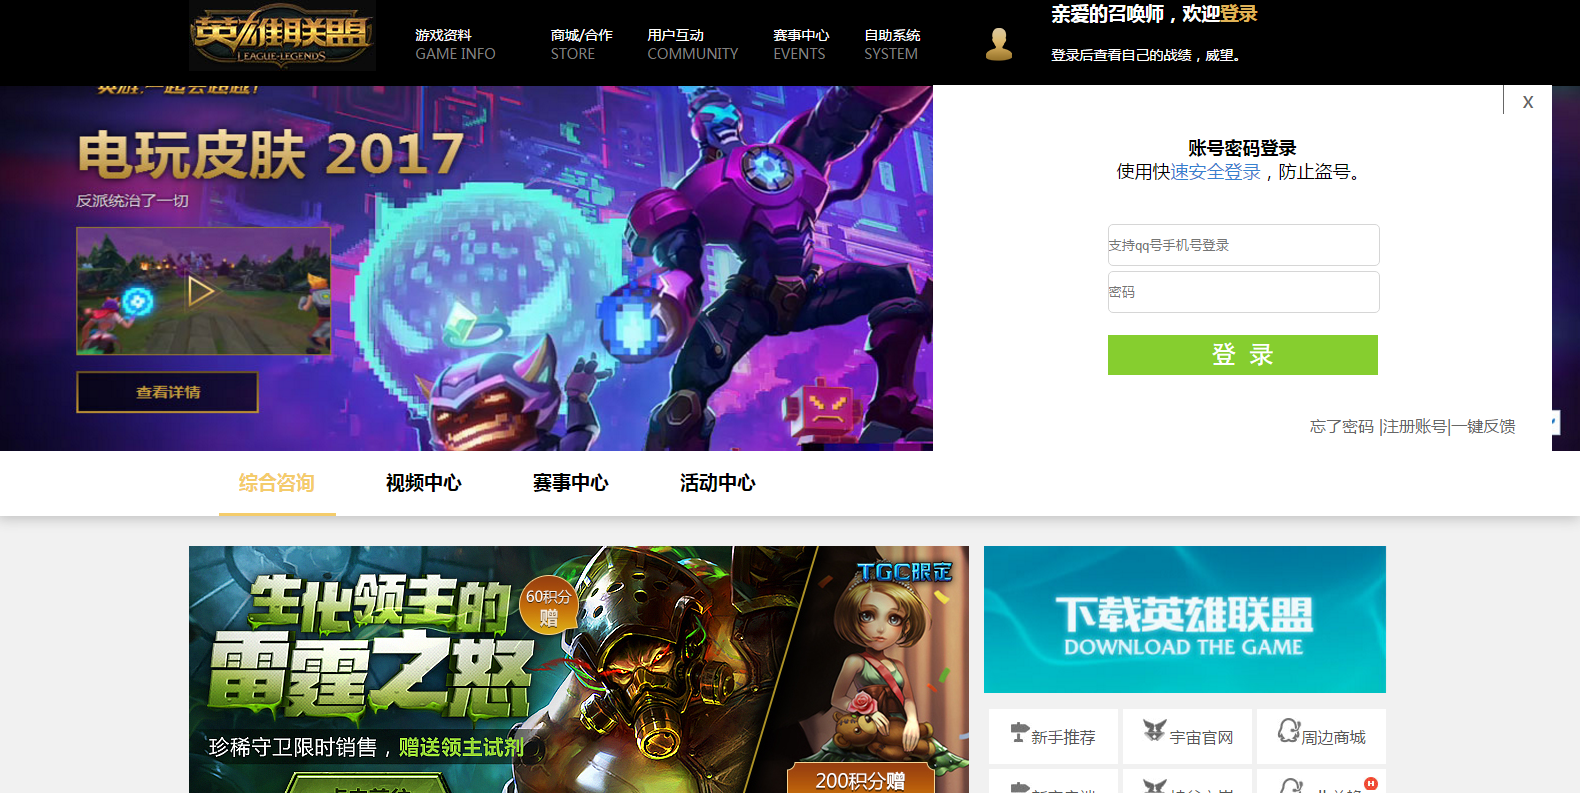 英雄联盟
LEAGUE of LEGENDS
游戏资料
GAME INFO
商城/合作
STORE
用户互动
COMMUNITY
赛事中心
EVENTS
自助系统
SYSTEM
亲爱的召唤师，欢迎登录
登录后查看自己的战绩，威望。
电玩皮肤 2017
反派统治了一切
查看详情
X
账号密码登录
使用快速安全登录，防止盗号。
支持qq号手机号登录
密码
登 录
忘了密码 |注册账号|一键反馈
综合咨询
视频中心
赛事中心
活动中心
生化领主的
雷霆之怒
60积分
赠
珍稀守卫限时销售，赠送领主试剂
TGC限定
200积分赠
下载英雄联盟
DOWNLOAD THE GAME
新手推荐
宇宙官网
周边商城
H